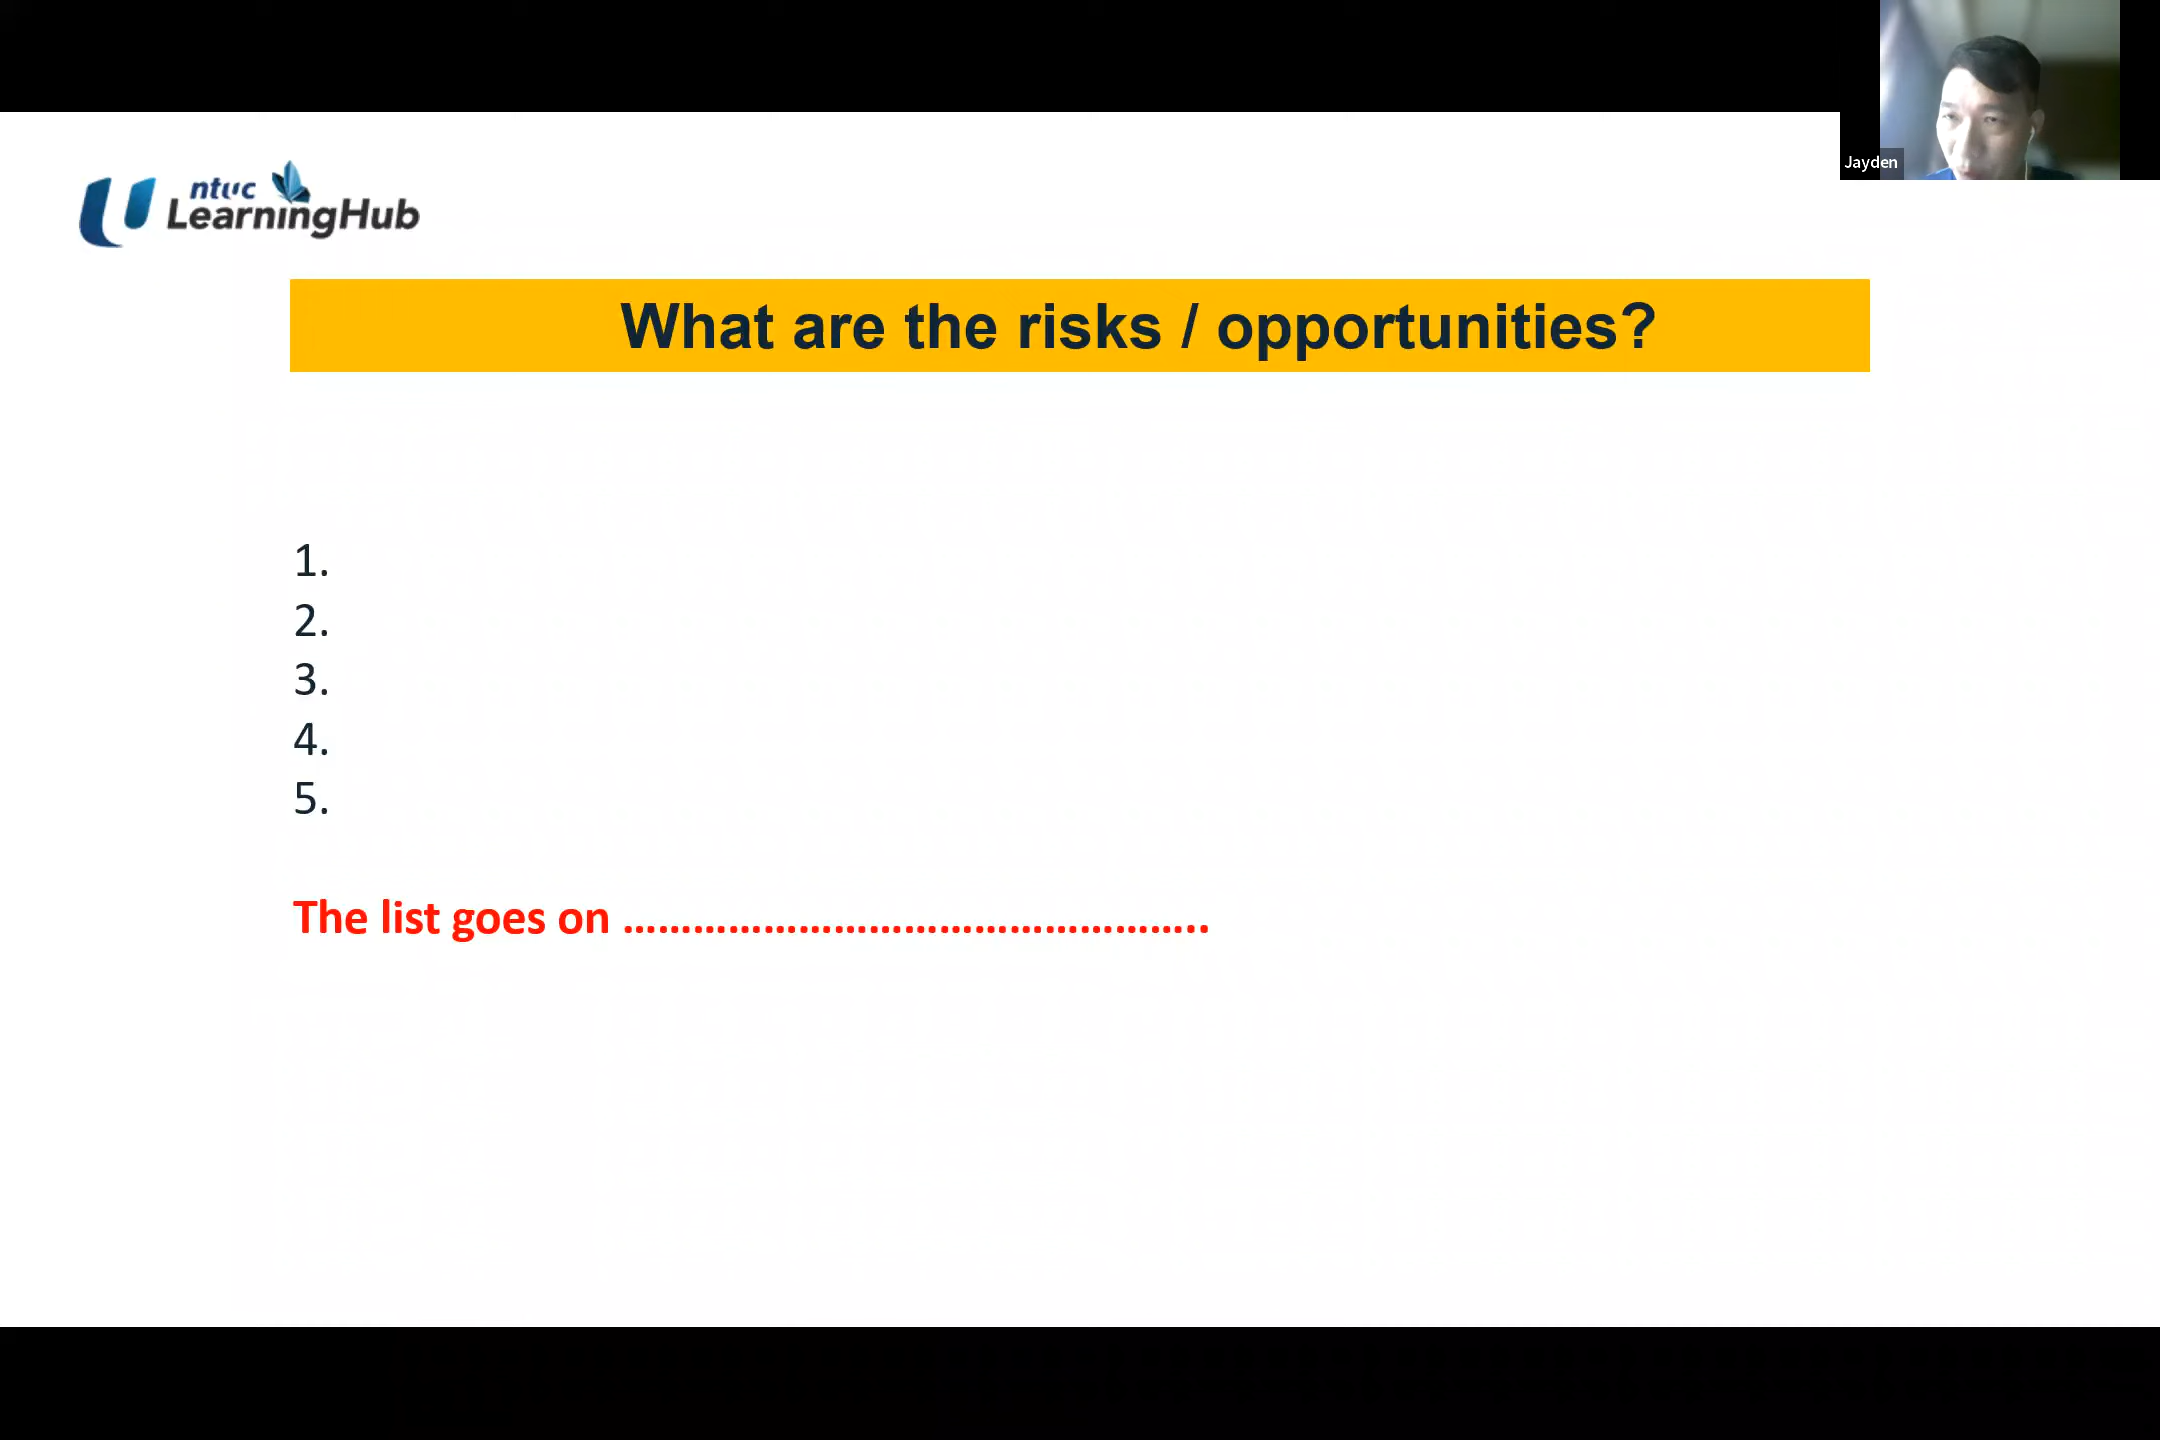 Jayden
ntuc
LearningHub
What are the risks / opportunities?
1.
2.
3.
4.
5.
The list goes on ………………………………………….